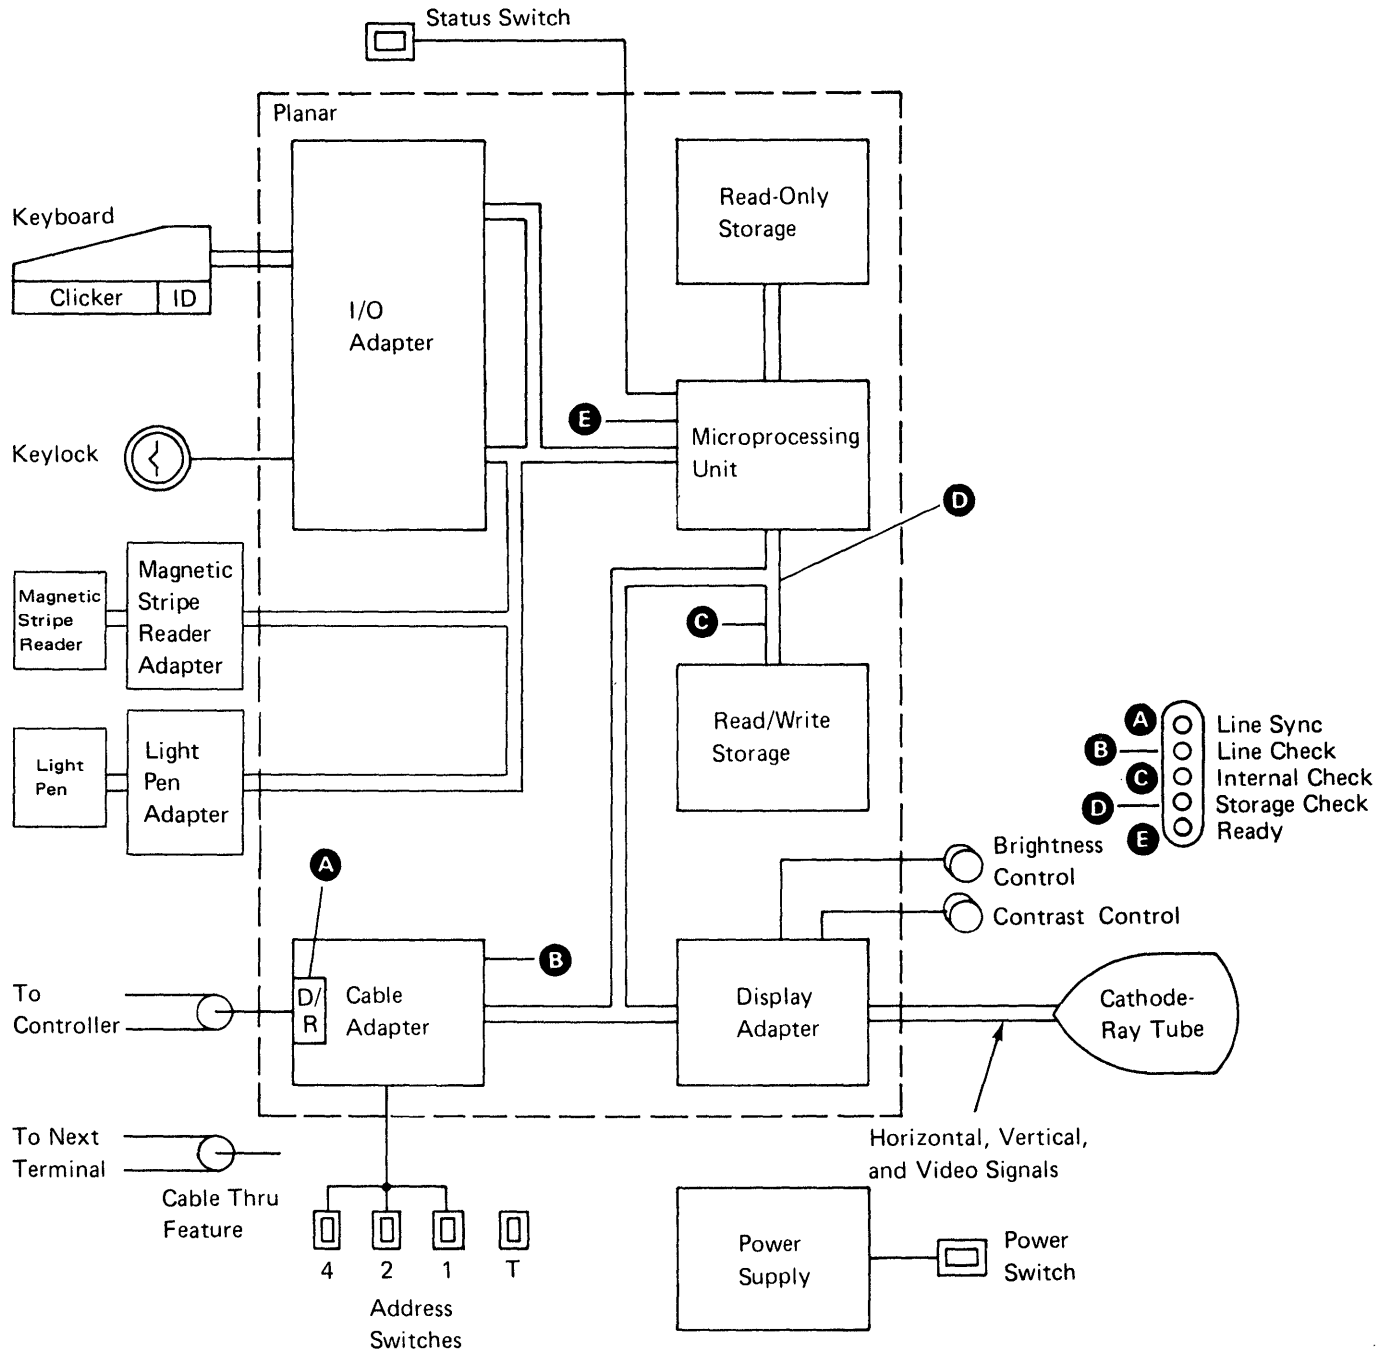 Status Switch
Planar
Read-Only
Storage
Keyboard
Clicker
ID
I/O
Adapter
E
Microprocessing
Unit
Keylock
D
Magnetic
Stripe
Reader
Magnetic
Stripe
Reader
Adapter
C
Read/Write
Storage
A
B
C
D
E
Line Sync
Line Check
Internal Check
Storage Check
Ready
Light
Pen
Light
Pen
Adapter
Brightness
Control
Contrast Control
A
B
To
Controller
D/
R
Cable
Adapter
Display
Adapter
Cathode-
Ray Tube
To Next
Terminal
Horizontal, Vertical,
and Video Signals
Cable Thru
Feature
4
2
1
T
Address
Switches
Power
Supply
Power
Switch